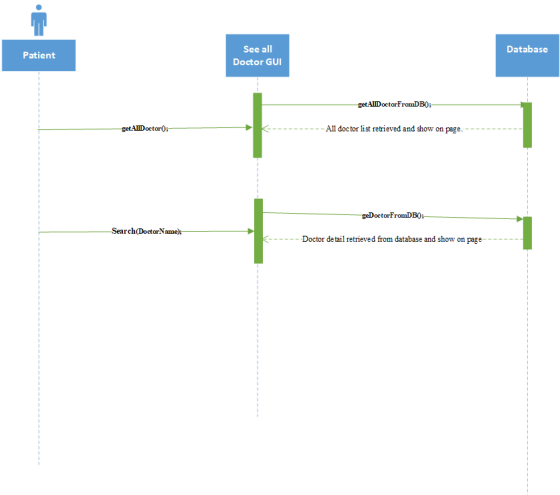 Patient
See all
Doctor GUI
Database
getAllDoctorFromDB();
getAllDoctor();
All doctor list retrieved and show on page.
geDoctorFromDB();
Search(DoctorName);
Doctor detail retrieved from database and show on page